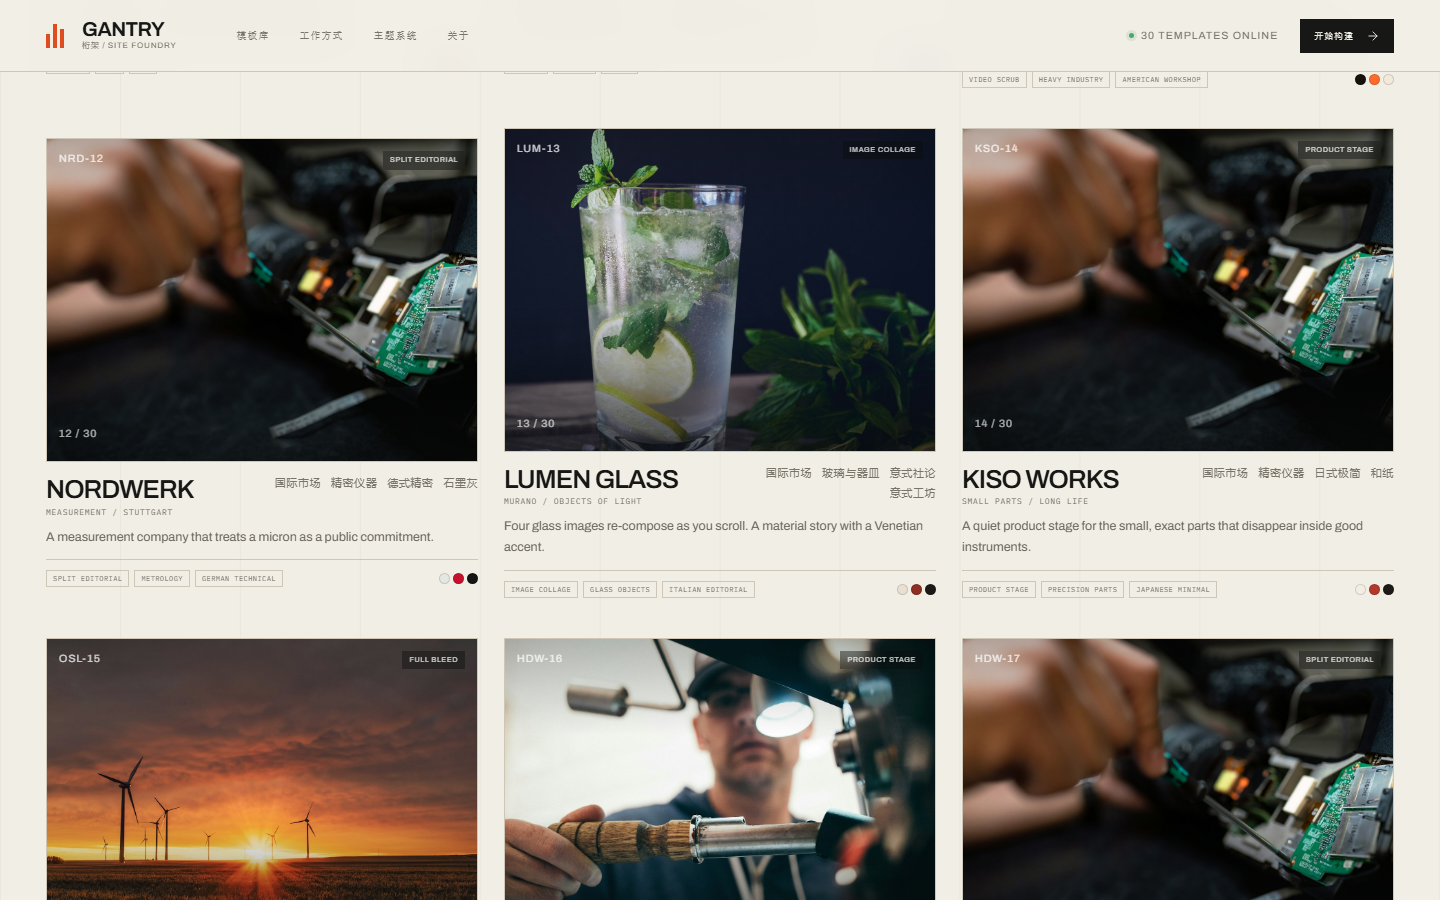 GANTRY
桁架 / SITE FOUNDRY
模板库
工作方式
主题系统
关于
30 TEMPLATES ONLINE
开始构建
VIDEO SCRUB
HEAVY INDUSTRY
AMERICAN WORKSHOP
NRD-12
SPLIT EDITORIAL
12 / 30
NORDWERK
MEASUREMENT / STUTTGART
国际市场 精密仪器 德式精密 石墨灰
A measurement company that treats a micron as a public commitment.
SPLIT EDITORIAL
METROLOGY
GERMAN TECHNICAL
LUM-13
IMAGE COLLAGE
13 / 30
LUMEN GLASS
MURANO / OBJECTS OF LIGHT
国际市场 玻璃与器皿 意式社论
意式工坊
Four glass images re-compose as you scroll. A material story with a Venetian
accent.
IMAGE COLLAGE
GLASS OBJECTS
ITALIAN EDITORIAL
KSO-14
PRODUCT STAGE
14 / 30
KISO WORKS
SMALL PARTS / LONG LIFE
国际市场 精密仪器 日式极简 和纸
A quiet product stage for the small, exact parts that disappear inside good
instruments.
PRODUCT STAGE
PRECISION PARTS
JAPANESE MINIMAL
OSL-15
FULL BLEED
HDW-16
PRODUCT STAGE
HDW-17
SPLIT EDITORIAL